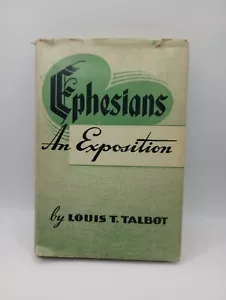 Ephesians
An Exposition
by LOUIS T. TALBOT